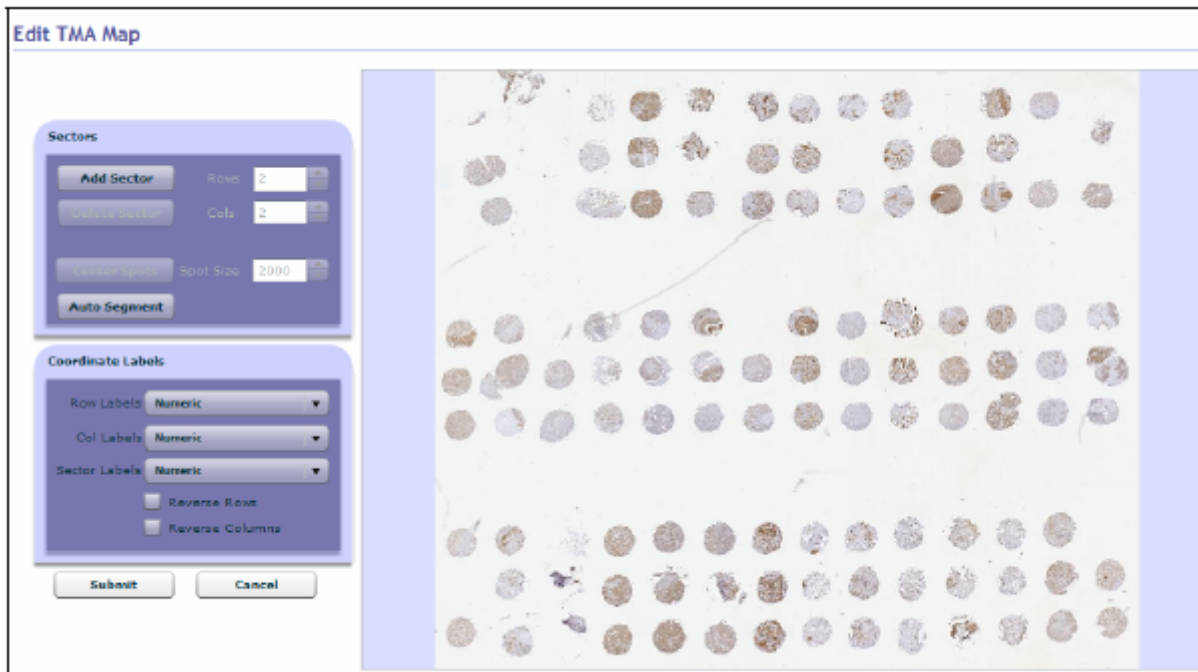 Edit TMA Map
Sectors
Add Sector Rows 2
Delete Sector Cols 2
Center Spots Spot Size 2000
Auto Segment
Coordinate Labels
Row Labels Numeric
Col Labels Numeric
Sector Labels Numeric
Reverse Rows
Reverse Columns
Submit Cancel